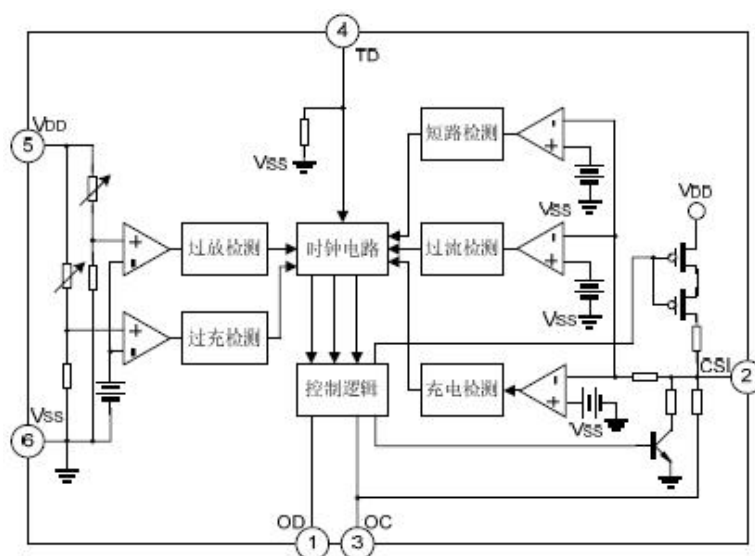 4
TD
VDD
5
VSS
短路检测
VSS
VDD
过放检测
时钟电路
过流检测
过充检测
VSS
CSI
2
VSS
6
控制逻辑
充电检测
VSS
OD
1
3
OC